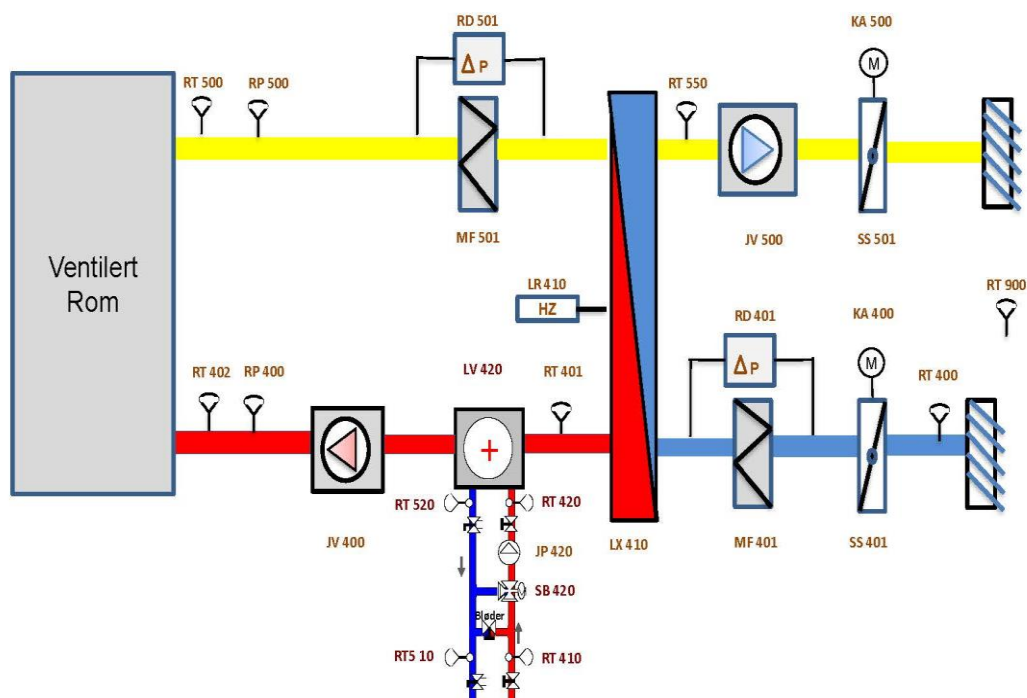 RD 501
KA 500
ΔP
M
RT 500
RP 500
RT 550
MF 501
JV 500
SS 501
Ventilert
Rom
LR 410
HZ
RT 900
RD 401
KA 400
ΔP
M
RT 402
RP 400
LV 420
RT 401
RT 400
+
RT 520
RT 420
JV 400
JP 420
LX 410
MF 401
SS 401
SB 420
Bløder
RT5 10
RT 410